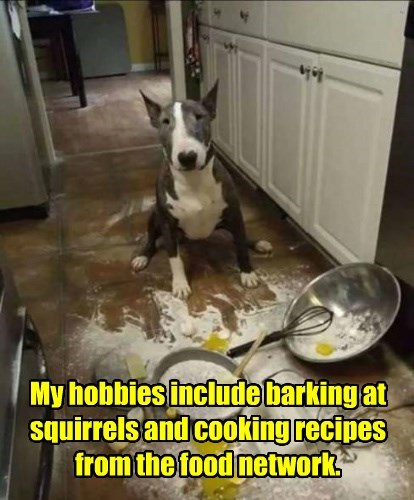 My hobbies include barking at
squirrels and cooking recipes
from the food network.